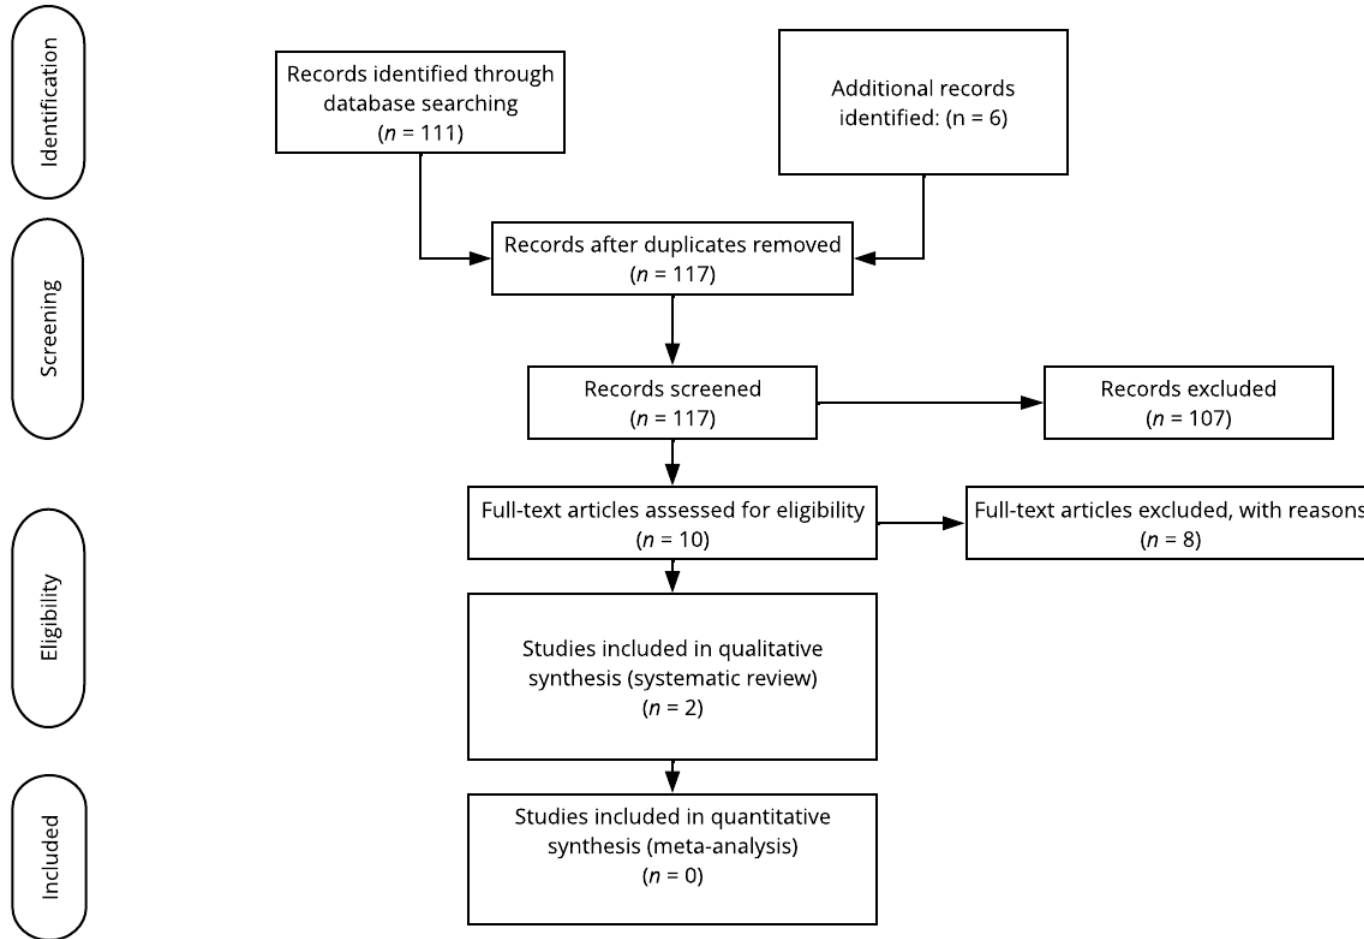 Identification
Records identified through
database searching
(n = 111)
Additional records
identified: (n = 6)
Screening
Records after duplicates removed
(n = 117)
Records screened
(n = 117)
Records excluded
(n = 107)
Eligibility
Full-text articles assessed for eligibility
(n = 10)
Full-text articles excluded, with reasons
(n = 8)
Studies included in qualitative
synthesis (systematic review)
(n = 2)
Included
Studies included in quantitative
synthesis (meta-analysis)
(n = 0)